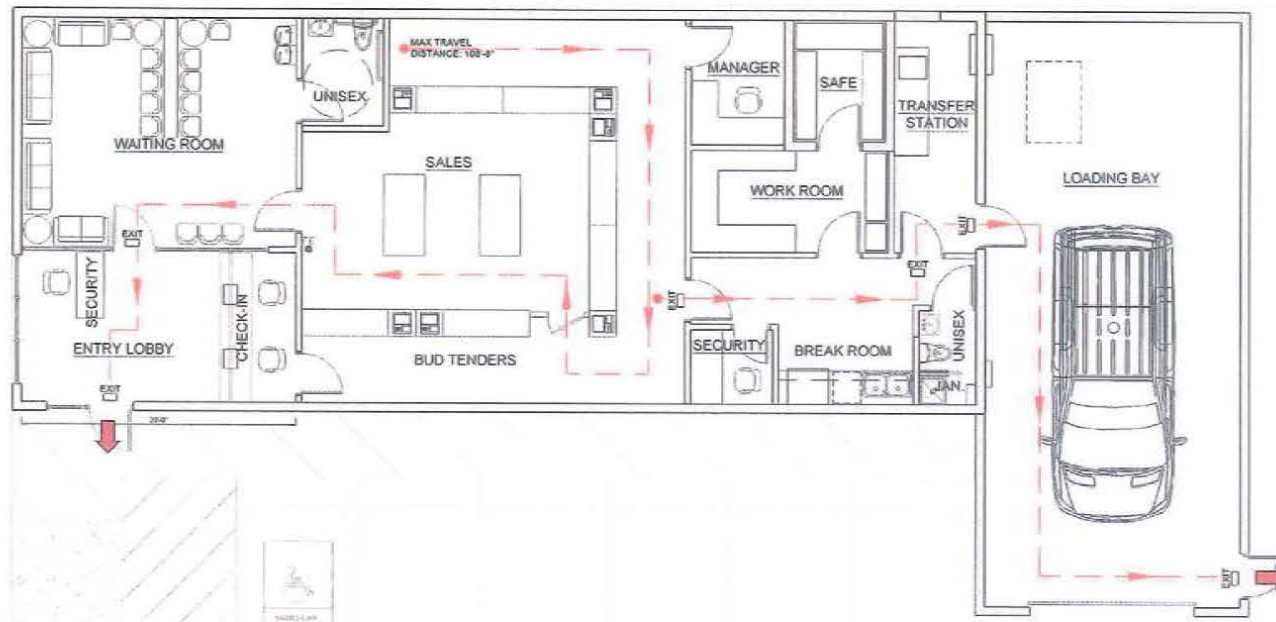 MAX TRAVEL
DISTANCE: 108'-6"
UNISEX
MANAGER
SAFE
TRANSFER
STATION
WAITING ROOM
SALES
WORK ROOM
LOADING BAY
EXIT
EXIT
EXIT
SECURITY
CHECK-IN
EXIT
ENTRY LOBBY
BUD TENDERS
SECURITY
BREAK ROOM
UNISEX
JAN.
EXIT
EXIT